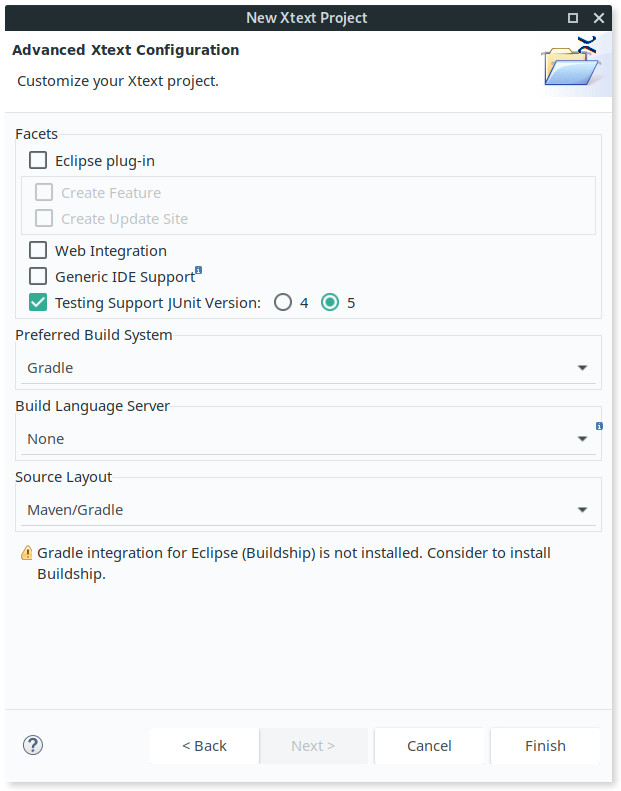 New Xtext Project
Advanced Xtext Configuration
Customize your Xtext project.
Facets
Eclipse plug-in
Create Feature
Create Update Site
Web Integration
Generic IDE Support
Testing Support JUnit Version: 4 5
Preferred Build System
Gradle
Build Language Server
None
Source Layout
Maven/Gradle
Gradle integration for Eclipse (Buildship) is not installed. Consider to install
Buildship.
< Back Next > Cancel Finish